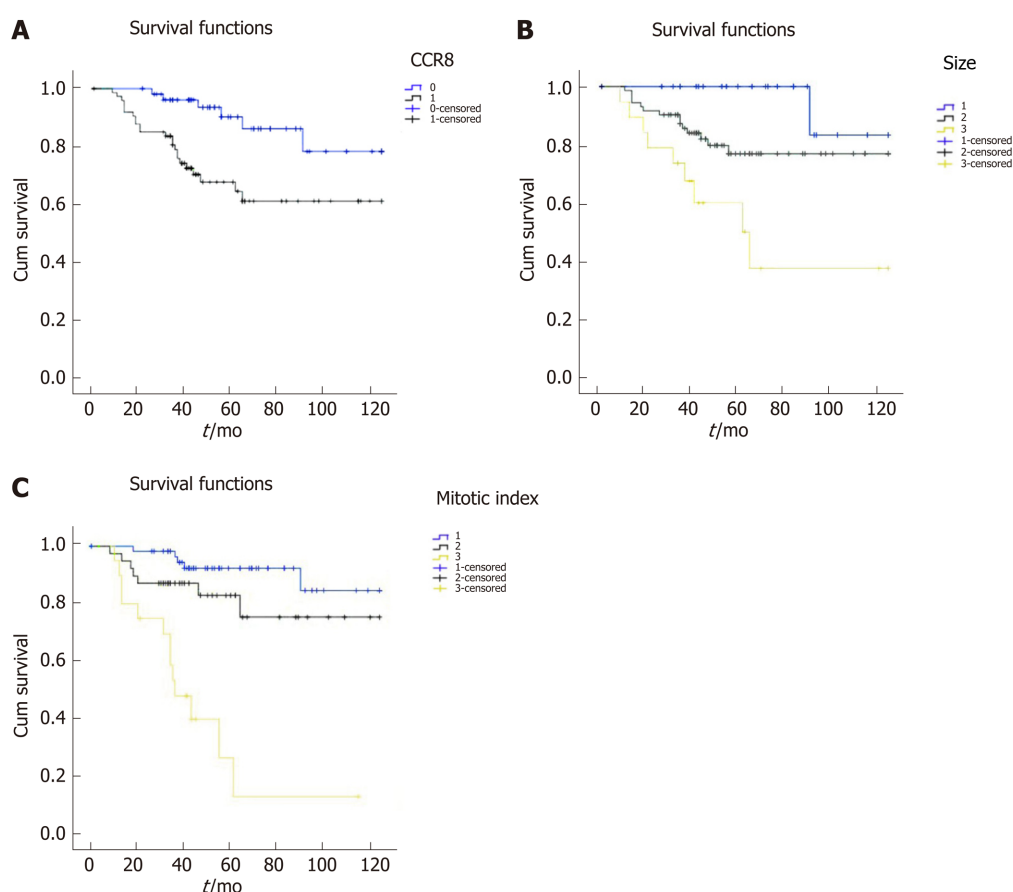 A
Survival functions
CCR8
0
1
0-censored
1-censored
Cum survival
1.0
0.8
0.6
0.4
0.2
0.0
0 20 40 60 80 100 120
t/mo
B
Survival functions
Size
1
2
3
1-censored
2-censored
3-censored
Cum survival
1.0
0.8
0.6
0.4
0.2
0.0
0 20 40 60 80 100 120
t/mo
C
Survival functions
Mitotic index
1
2
3
1-censored
2-censored
3-censored
Cum survival
1.0
0.8
0.6
0.4
0.2
0.0
0 20 40 60 80 100 120
t/mo